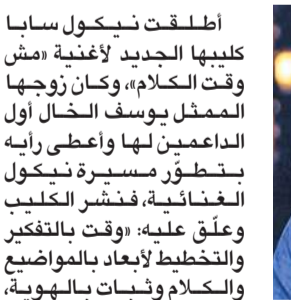 أطلقت نيكول سابا
كليبها الجديد لأغنية «مش
وقت الكلام»، وكان زوجها
الممثل يوسف الخال أول
الداعمين لها وأعطى رأيه
بتطوّر مسيرة نيكول
الغنائية، فنشر الكليب
وعلّق عليه: «وقت بالتفكير
والتخطيط لأبعاد بالمواضيع
والكلام وثبات بالهوية،